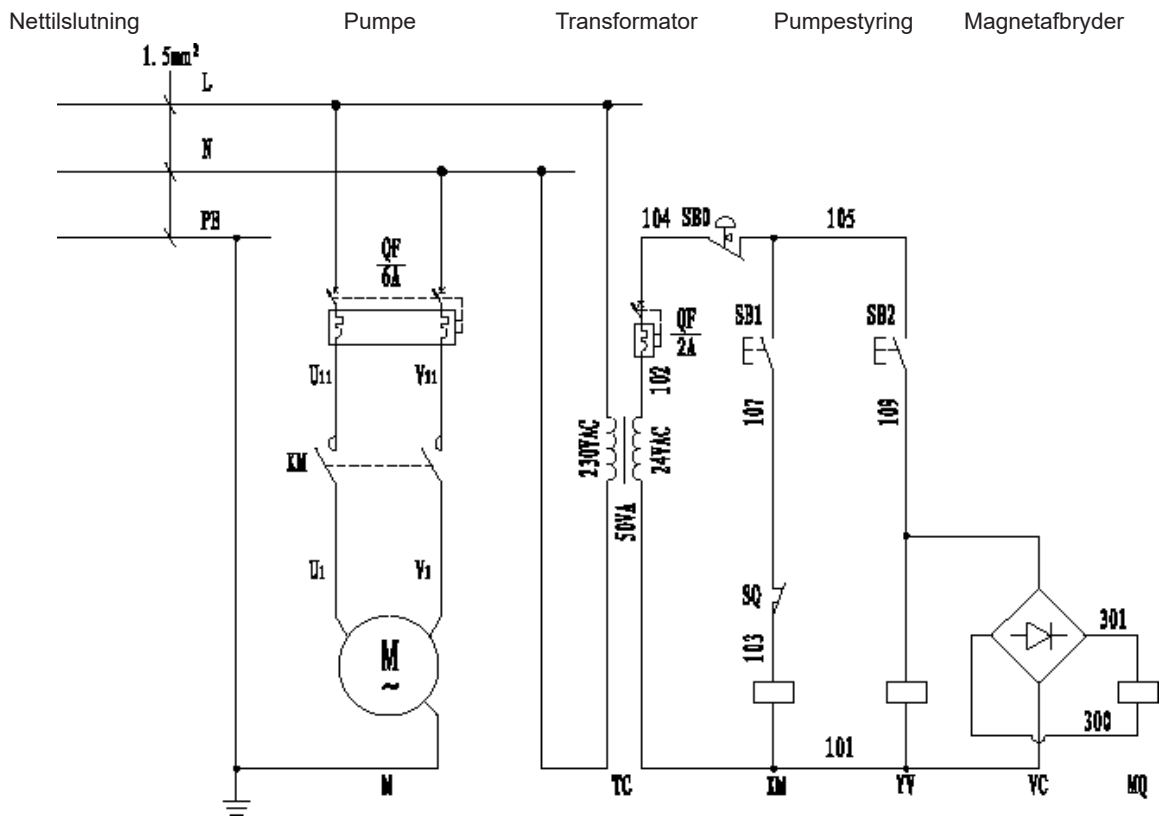 Nettilslutning Pumpe Transformator Pumpestyring Magnetafbryder
1.5mm²
L
N
PE
104 SB0 105
QF
6A
SB1 SB2
QF
2A
U11 V11
102
107 109
KM
230VAC 24VAC
50VA
U1 V1
SQ
103
301
M
~
300
101
M TC KM YV VC MQ